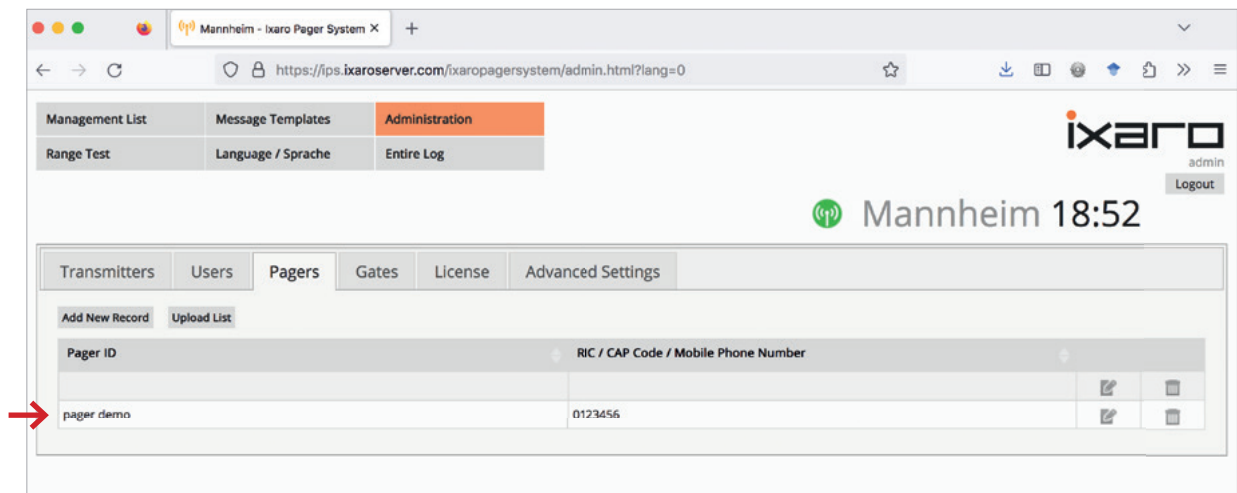 Mannheim - Ixaro Pager System
https://ips.ixaroserver.com/ixaropagersystem/admin.html?lang=0
Management List Message Templates Administration
Range Test Language / Sprache Entire Log
ixaro
admin
Logout
Mannheim 18:52
Transmitters Users Pagers Gates License Advanced Settings
Add New Record Upload List
Pager ID RIC / CAP Code / Mobile Phone Number
pager demo 0123456